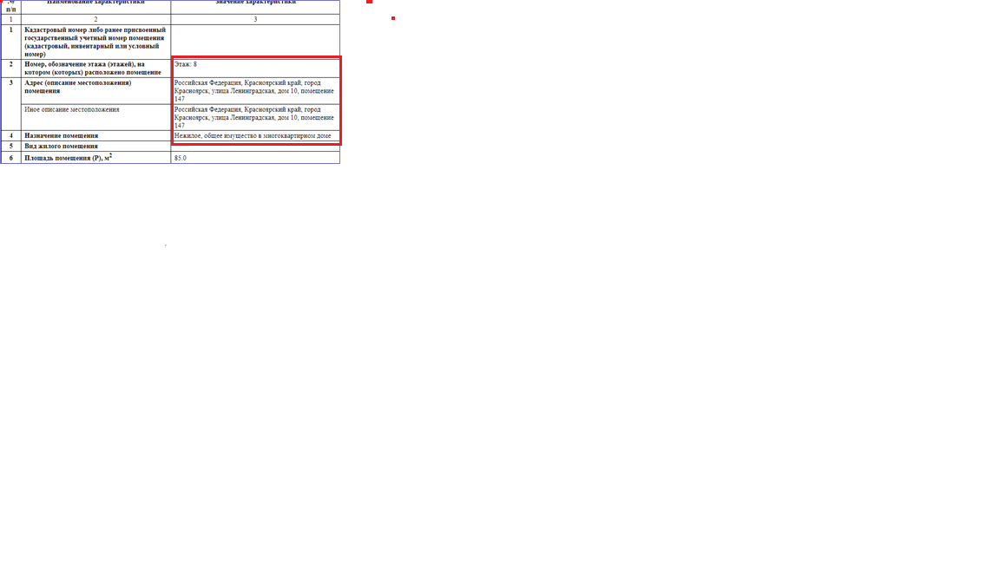 № Наименование характеристики Значение характеристики
п/п
1 2 3
1 Кадастровый номер либо ранее присвоенный
государственный учетный номер помещения
(кадастровый, инвентарный или условный
номер)
2 Номер, обозначение этажа (этажей), на Этаж: 8
котором (которых) расположено помещение
3 Адрес (описание местоположения)
помещения
Российская Федерация, Красноярский край, город
Красноярск, улица Ленинградская, дом 10, помещение
147
Иное описание местоположения
Российская Федерация, Красноярский край, город
Красноярск, улица Ленинградская, дом 10, помещение
147
4 Назначение помещения Нежилое, общее имущество в многоквартирном доме
5 Вид жилого помещения
6 Площадь помещения (P), м2 85.0